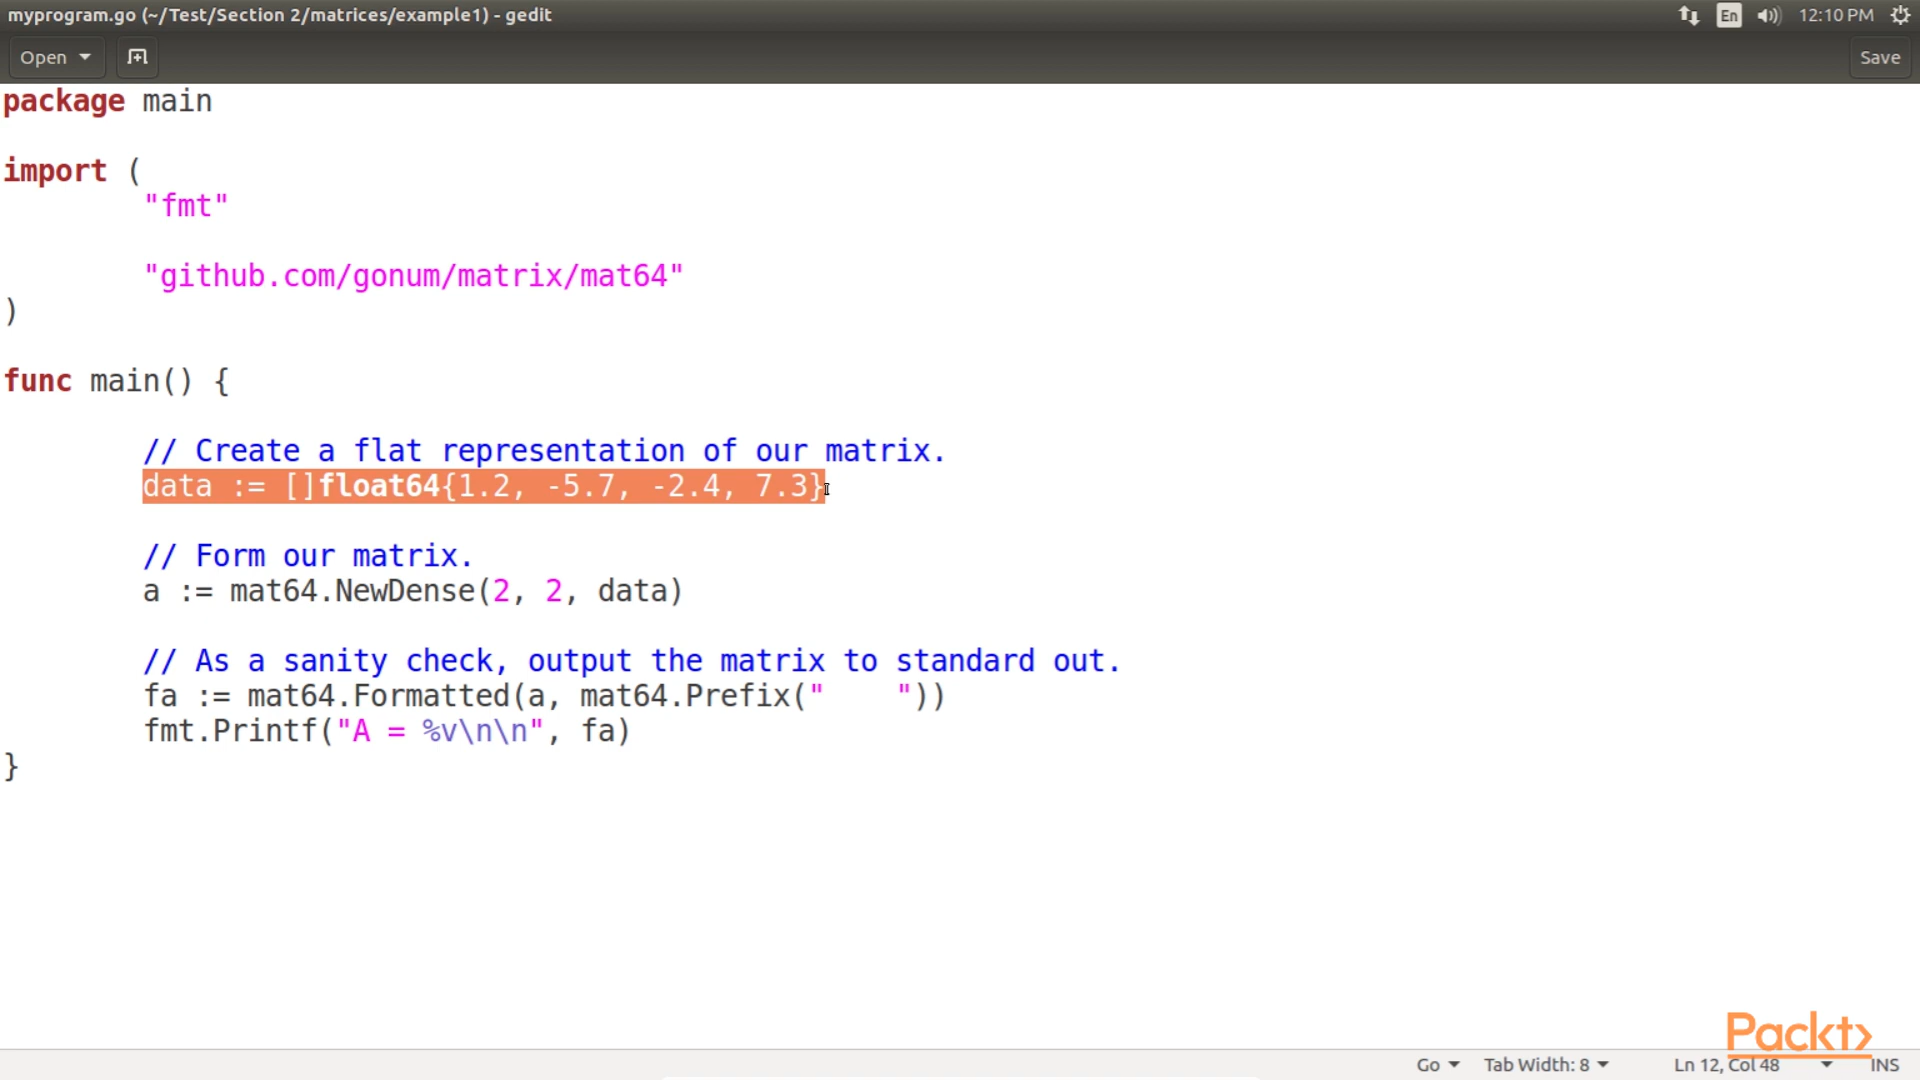 myprogram.go (~/Test/Section 2/matrices/example1) - gedit
En
12:10 PM
Open
Save
package main
import (
"fmt"
"github.com/gonum/matrix/mat64"
)
func main() {
// Create a flat representation of our matrix.
data := []float64{1.2, -5.7, -2.4, 7.3}
// Form our matrix.
a := mat64.NewDense(2, 2, data)
// As a sanity check, output the matrix to standard out.
fa := mat64.Formatted(a, mat64.Prefix("    "))
fmt.Printf("A = %v\n\n", fa)
}
Packt>
Go
Tab Width: 8
Ln 12, Col 48
INS